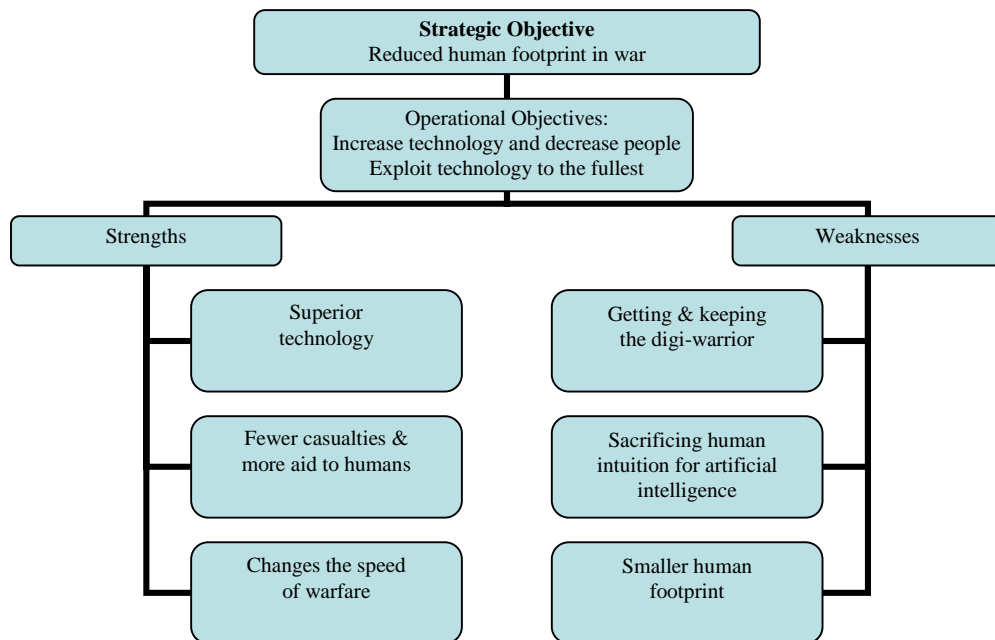 Strategic Objective
Reduced human footprint in war
Operational Objectives:
Increase technology and decrease people
Exploit technology to the fullest
Strengths
Weaknesses
Superior
technology
Getting & keeping
the digi-warrior
Fewer casualties &
more aid to humans
Sacrificing human
intuition for artificial
intelligence
Changes the speed
of warfare
Smaller human
footprint